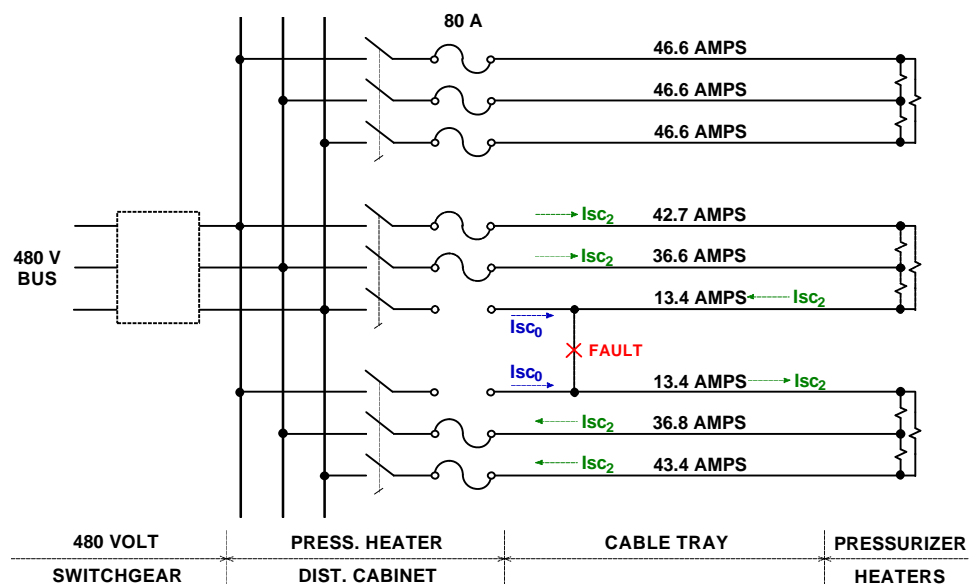 80 A
46.6 AMPS
46.6 AMPS
46.6 AMPS
Isc2
42.7 AMPS
Isc2
36.6 AMPS
480 V
BUS
13.4 AMPS
Isc2
Isc0
FAULT
Isc0
13.4 AMPS
Isc2
Isc2
36.8 AMPS
Isc2
43.4 AMPS
480 VOLT
PRESS. HEATER
CABLE TRAY
PRESSURIZER
SWITCHGEAR
DIST. CABINET
HEATERS